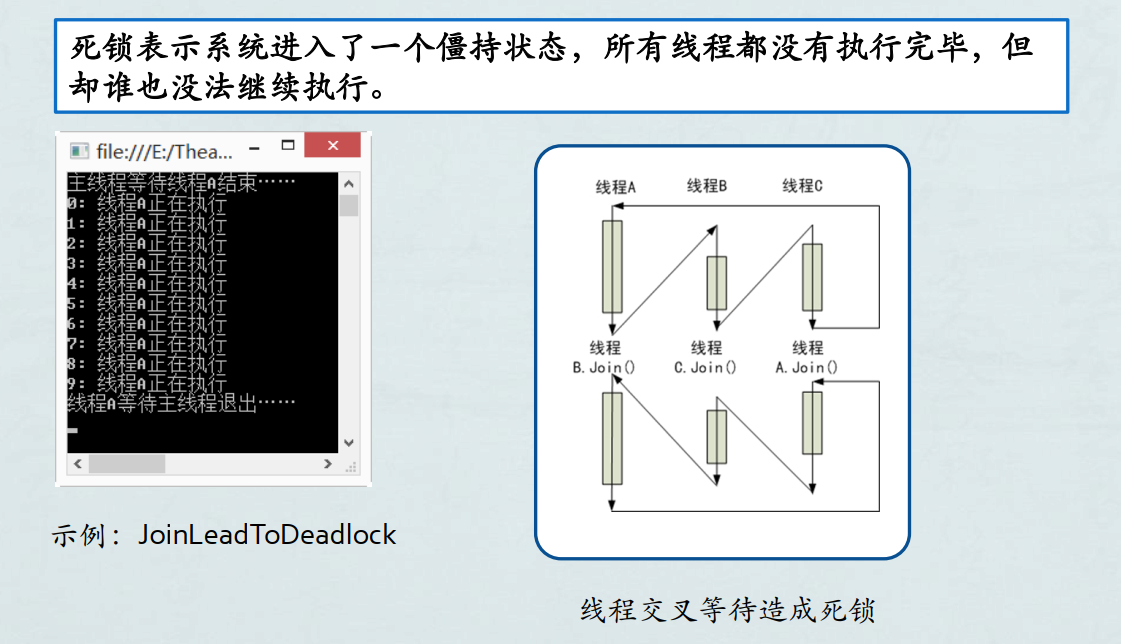 死锁表示系统进入了一个僵持状态，所有线程都没有执行完毕，但
却谁也没法继续执行。
file:///E:/Thea...
主线程等待线程A结束……
0: 线程A正在执行
1: 线程A正在执行
2: 线程A正在执行
3: 线程A正在执行
4: 线程A正在执行
5: 线程A正在执行
6: 线程A正在执行
7: 线程A正在执行
8: 线程A正在执行
9: 线程A正在执行
线程A等待主线程退出……
示例：JoinLeadToDeadlock
线程A 线程B 线程C
线程 线程 线程
B.Join() C.Join() A.Join()
线程交叉等待造成死锁